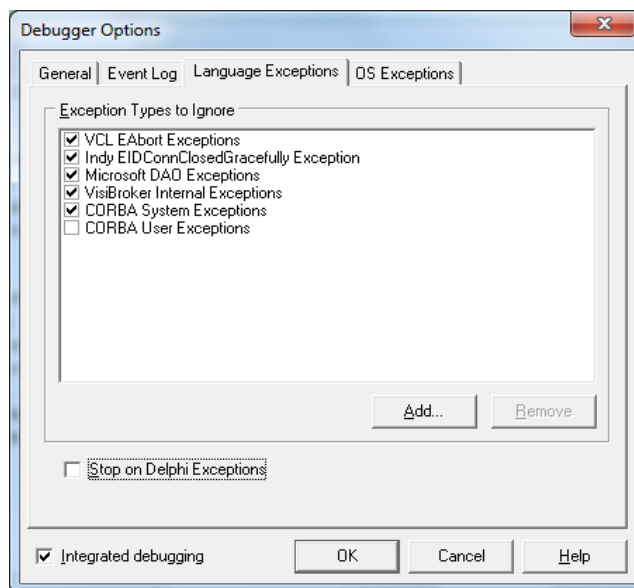 Debugger Options
General Event Log Language Exceptions OS Exceptions
Exception Types to Ignore
VCL EAbort Exceptions
Indy EIDConnClosedGracefully Exception
Microsoft DAO Exceptions
VisiBroker Internal Exceptions
CORBA System Exceptions
CORBA User Exceptions
Add... Remove
Stop on Delphi Exceptions
Integrated debugging OK Cancel Help